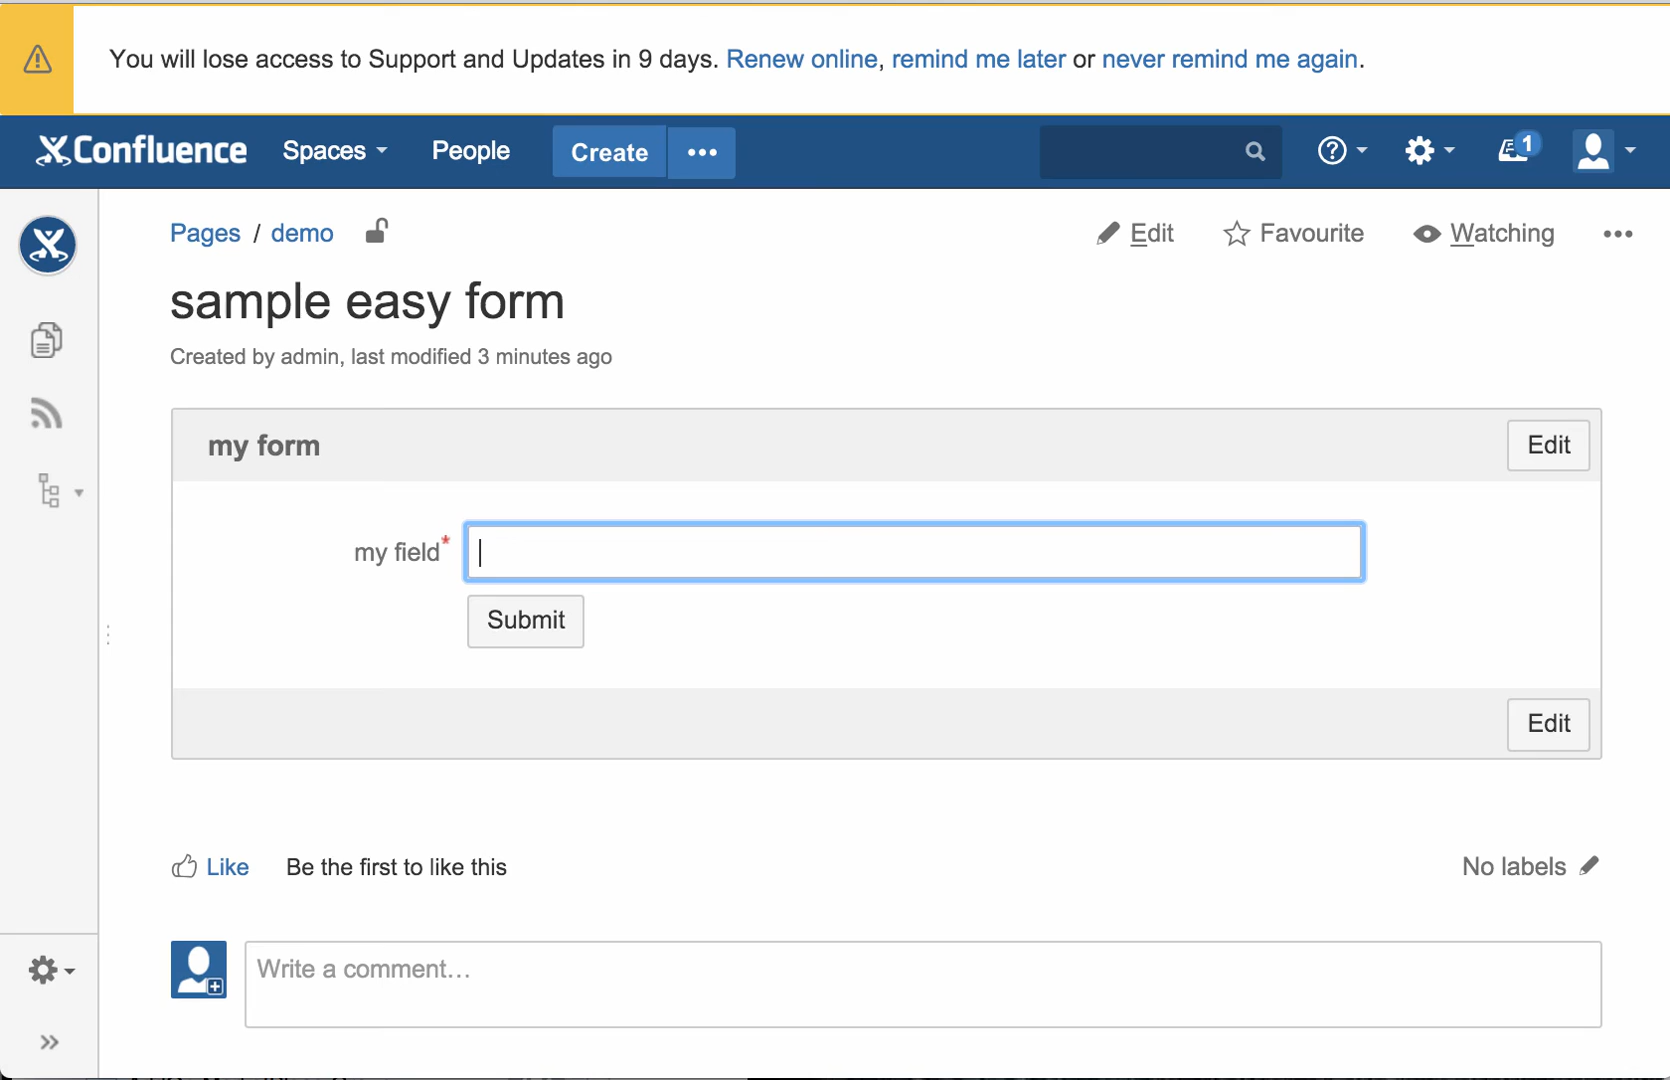 You will lose access to Support and Updates in 9 days. Renew online, remind me later or never remind me again.
Confluence Spaces People Create ••• 1
Pages / demo Edit Favourite Watching •••
sample easy form
Created by admin, last modified 3 minutes ago
my form Edit
my field*
Submit
Edit
Like Be the first to like this No labels
Write a comment…